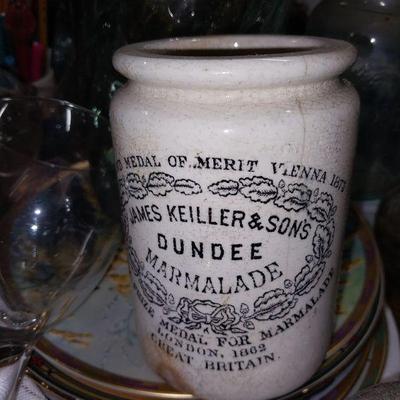 MEDAL OF MERIT VIENNA 1873
JAMES KEILLER & SONS
DUNDEE
MARMALADE
MEDAL FOR MARMALADE
LONDON, 1862
GREAT BRITAIN.